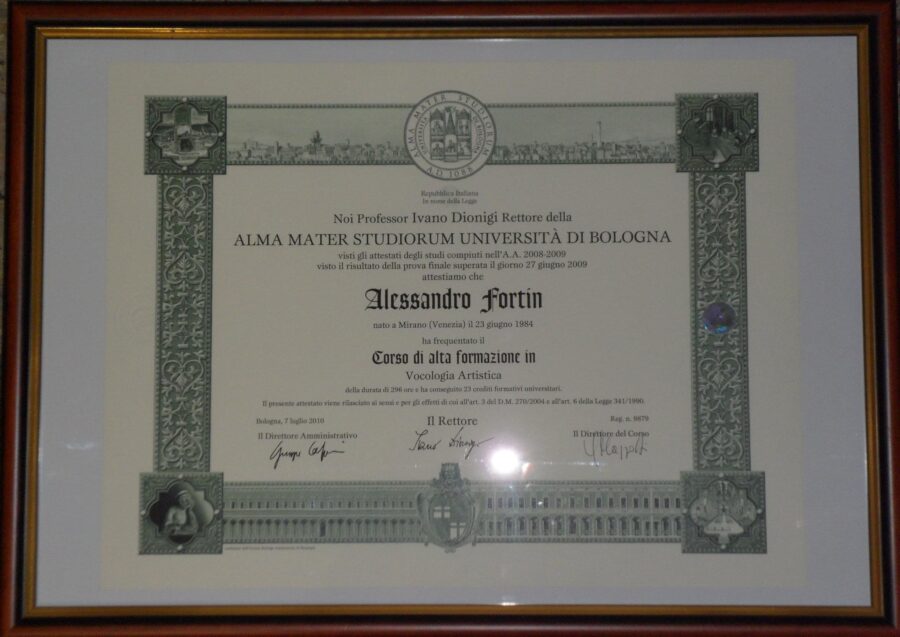 ALMA MATER STUDIORUM
A.D. 1088
Repubblica Italiana
In nome della Legge
Noi Professor Ivano Dionigi Rettore della
ALMA MATER STUDIORUM UNIVERSITÀ DI BOLOGNA
visti gli attestati degli studi compiuti nell'A.A. 2008-2009
visto il risultato della prova finale superata il giorno 27 giugno 2009
attestiamo che
Alessandro Fortin
nato a Mirano (Venezia) il 23 giugno 1984
ha frequentato il
Corso di alta formazione in
Vocologia Artistica
della durata di 296 ore e ha conseguito 23 crediti formativi universitari.
Il presente attestato viene rilasciato ai sensi e per gli effetti di cui all'art. 3 del D.M. 270/2004 e all'art. 6 della Legge 341/1990.
Bologna, 7 luglio 2010
Il Rettore
Reg. n. 9879
Il Direttore Amministrativo
Il Direttore del Corso
Ivano Dionigi